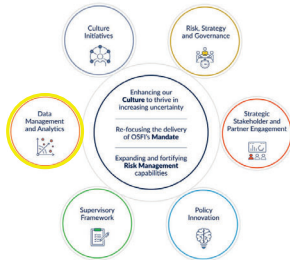 Culture
Initiatives
Risk, Strategy
and Governance
Enhancing our
Culture to thrive in
increasing uncertainty
Data
Management
and Analytics
Re-focusing the delivery
of OSFI's Mandate
Strategic
Stakeholder and
Partner Engagement
Expanding and fortifying
Risk Management
capabilities
Supervisory
Framework
Policy
Innovation